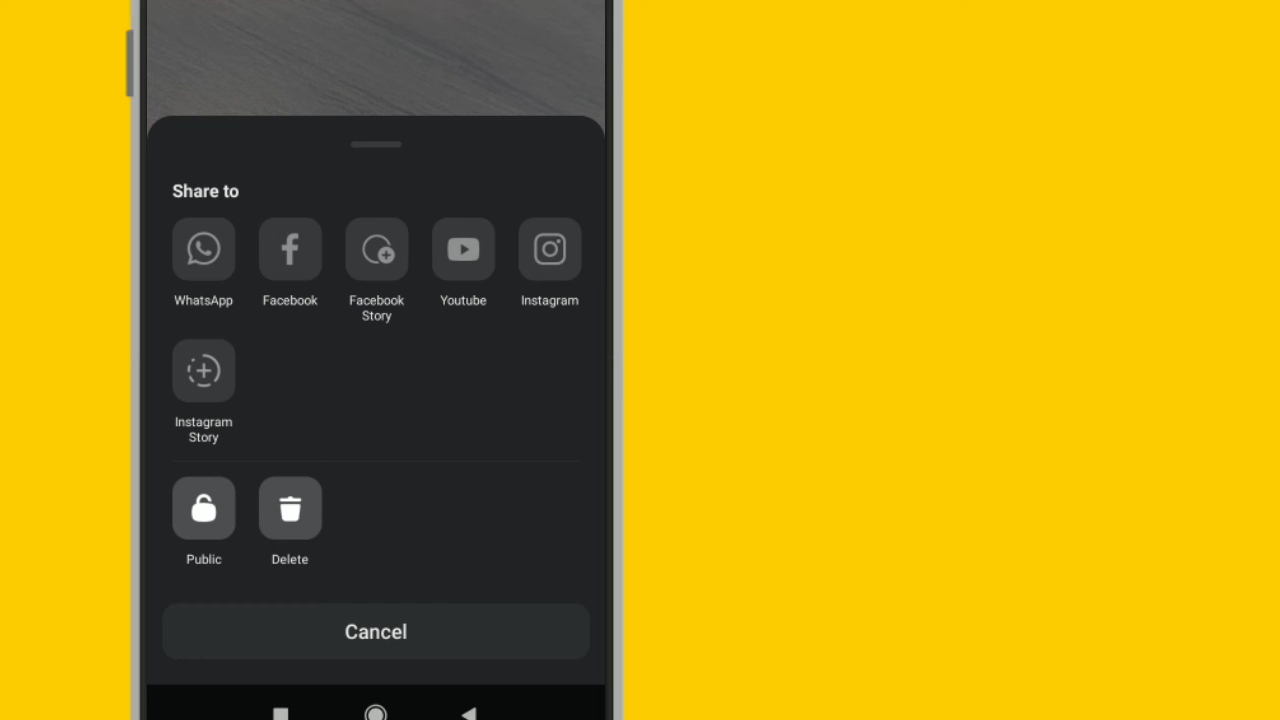 Share to
WhatsApp
Facebook
Facebook
Story
Youtube
Instagram
Instagram
Story
Public
Delete
Cancel